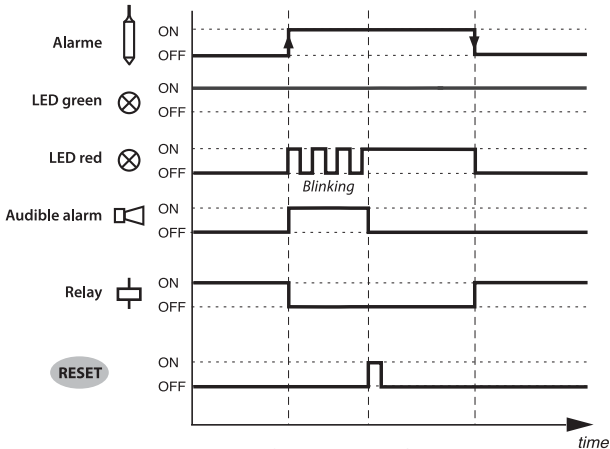 Alarme
ON
OFF
LED green
ON
OFF
LED red
ON
OFF
Blinking
Audible alarm
ON
OFF
Relay
ON
OFF
RESET
ON
OFF
time